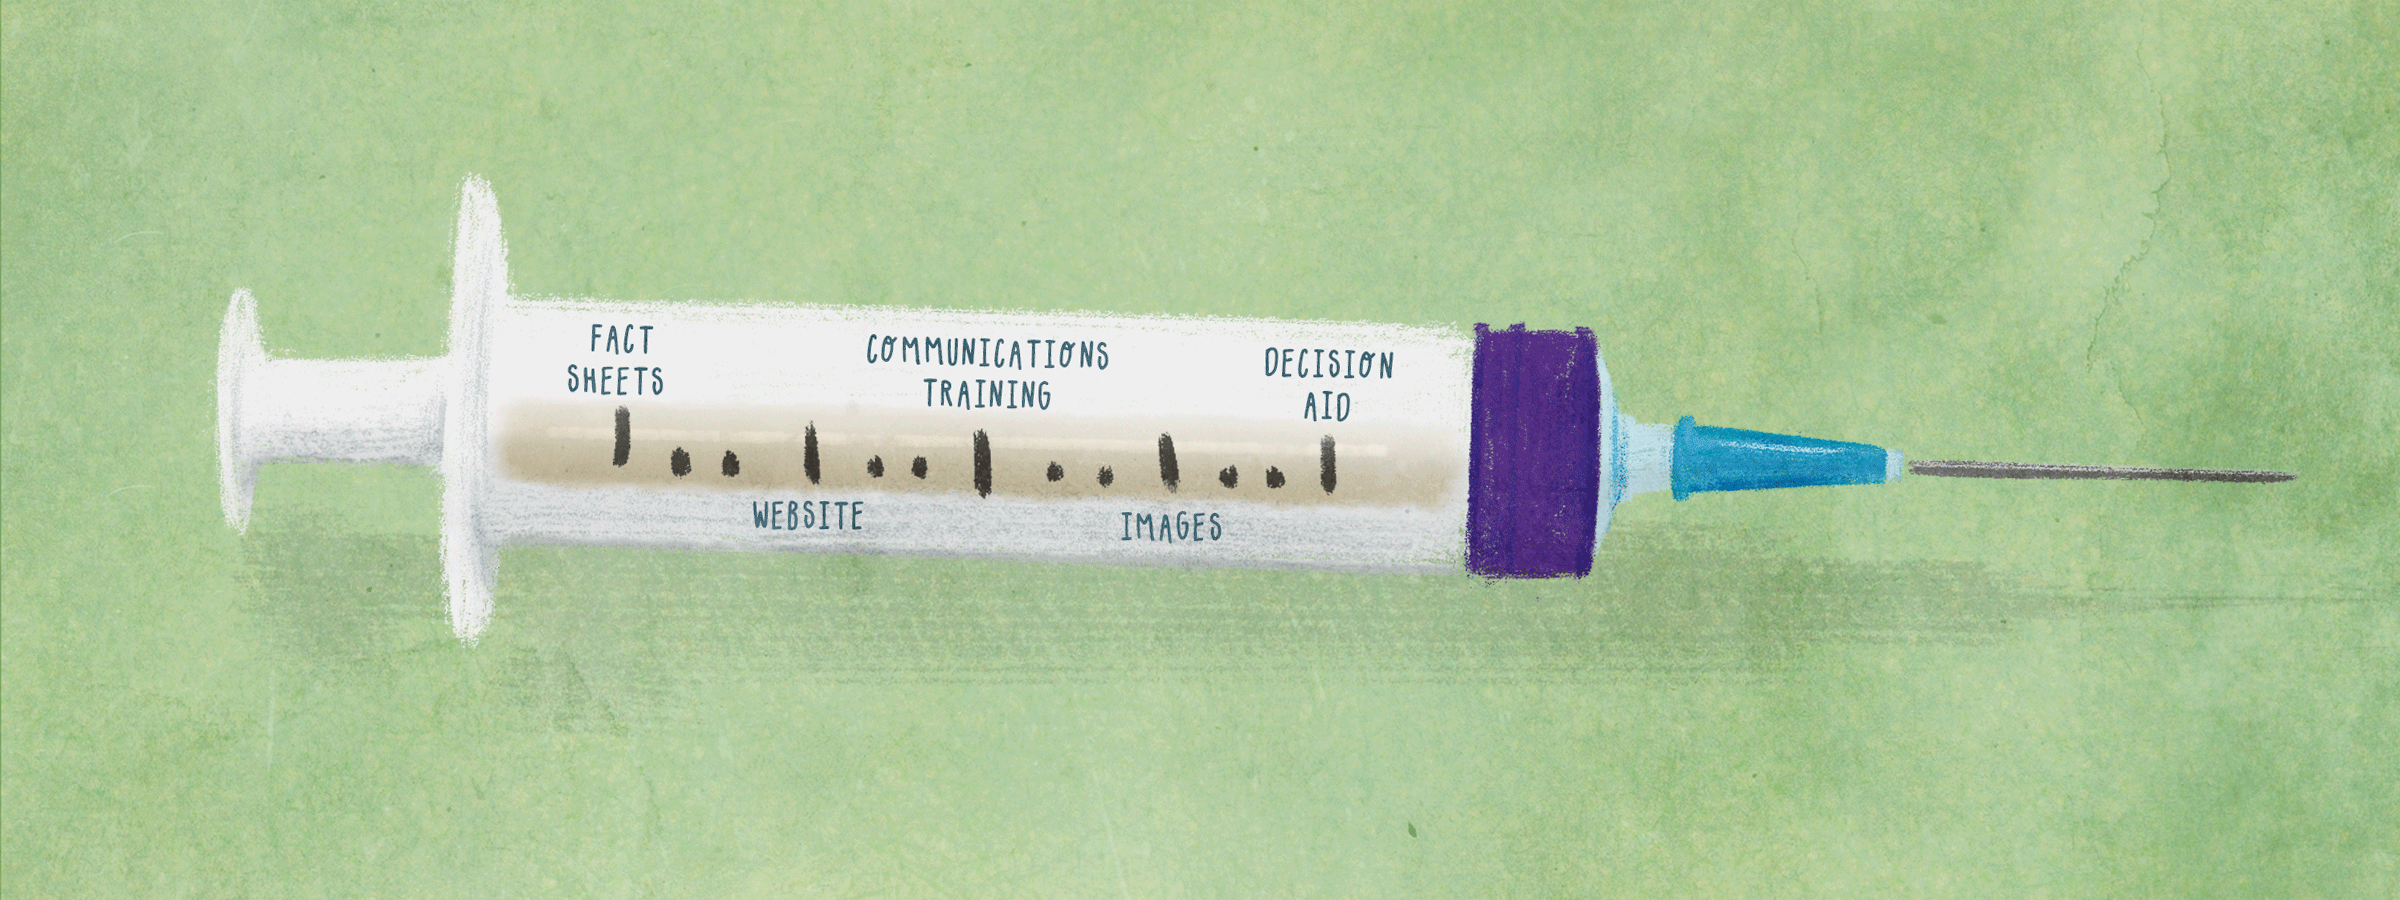 FACT
SHEETS
WEBSITE
COMMUNICATIONS
TRAINING
IMAGES
DECISION
AID